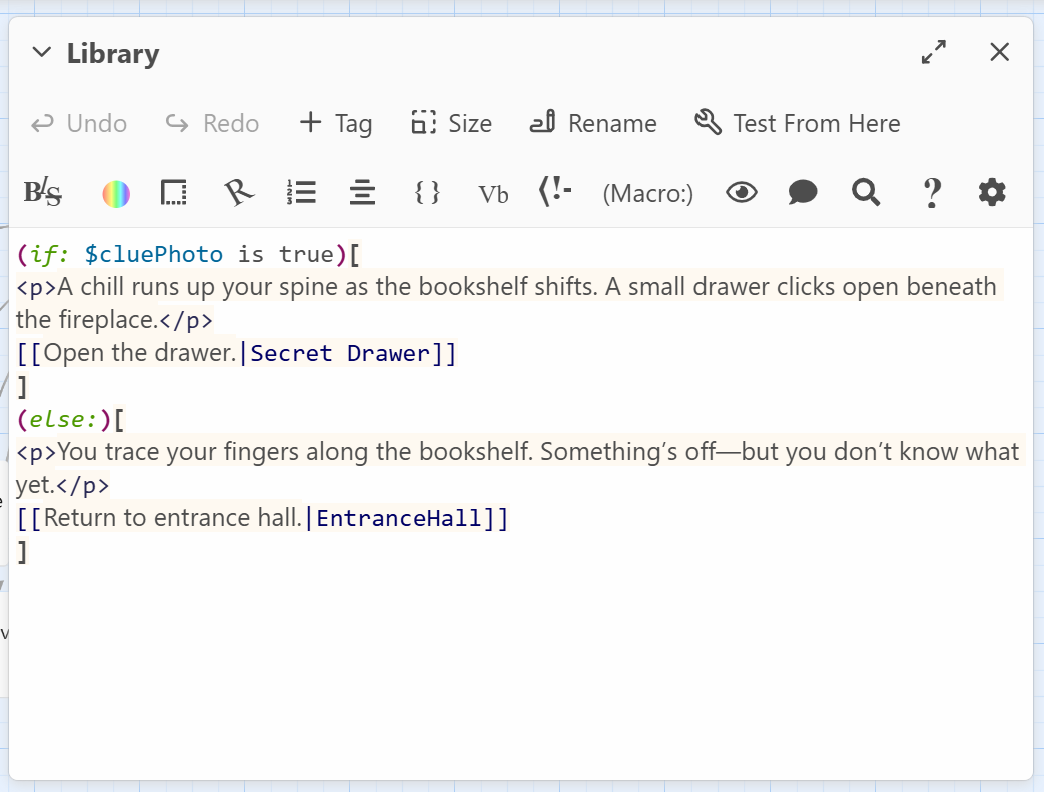 Library
Undo Redo + Tag Size Rename Test From Here
{ } Vb (Macro:) ?
(if: $cluePhoto is true)[
<p>A chill runs up your spine as the bookshelf shifts. A small drawer clicks open beneath
the fireplace.</p>
[[Open the drawer.|Secret Drawer]]
]
(else:)[
<p>You trace your fingers along the bookshelf. Something’s off—but you don’t know what
yet.</p>
[[Return to entrance hall.|EntranceHall]]
]